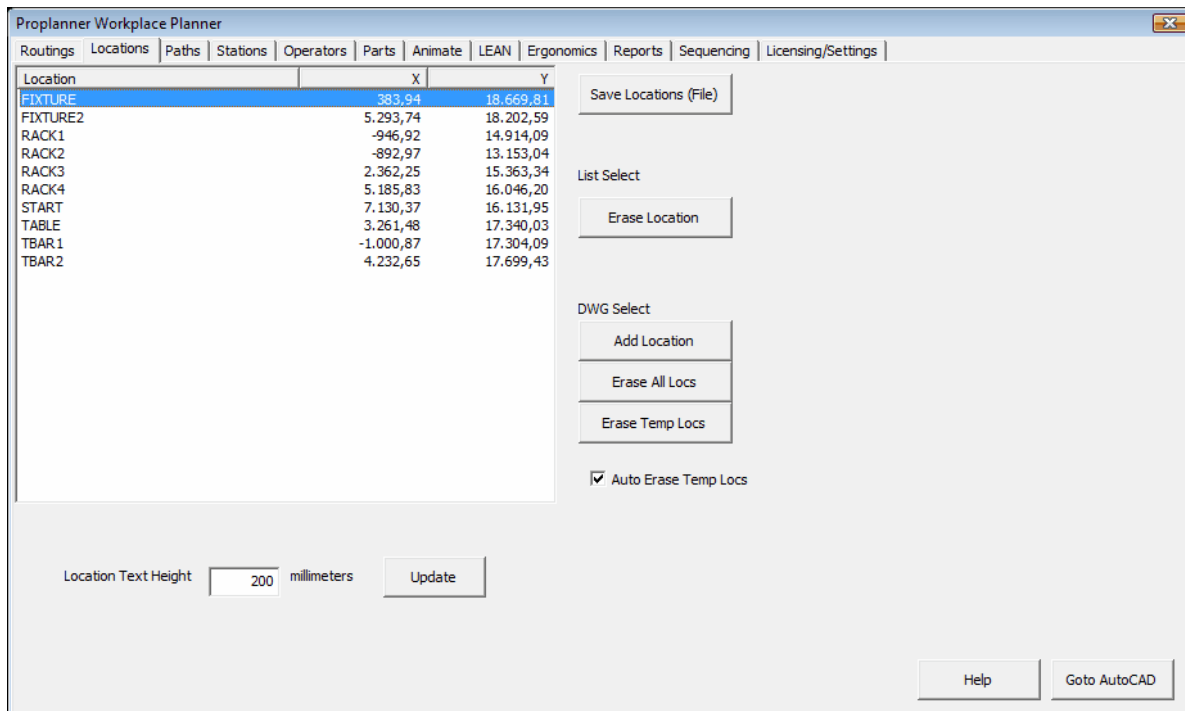 Proplanner Workplace Planner
Routings Locations Paths Stations Operators Parts Animate LEAN Ergonomics Reports Sequencing Licensing/Settings
Location X Y
FIXTURE 383,94 18.669,81
FIXTURE2 5.293,74 18.202,59
RACK1 -946,92 14.914,09
RACK2 -892,97 13.153,04
RACK3 2.362,25 15.363,34
RACK4 5.185,83 16.046,20
START 7.130,37 16.131,95
TABLE 3.261,48 17.340,03
TBAR1 -1.000,87 17.304,09
TBAR2 4.232,65 17.699,43
Save Locations (File)
List Select
Erase Location
DWG Select
Add Location
Erase All Locs
Erase Temp Locs
Auto Erase Temp Locs
Location Text Height 200 millimeters Update
Help Goto AutoCAD